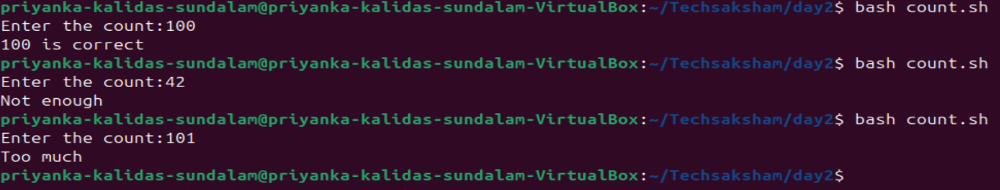 priyanka-kalidas-sundalam@priyanka-kalidas-sundalam-VirtualBox:~/Techsaksham/day2$ bash count.sh
Enter the count:100
100 is correct
priyanka-kalidas-sundalam@priyanka-kalidas-sundalam-VirtualBox:~/Techsaksham/day2$ bash count.sh
Enter the count:42
Not enough
priyanka-kalidas-sundalam@priyanka-kalidas-sundalam-VirtualBox:~/Techsaksham/day2$ bash count.sh
Enter the count:101
Too much
priyanka-kalidas-sundalam@priyanka-kalidas-sundalam-VirtualBox:~/Techsaksham/day2$